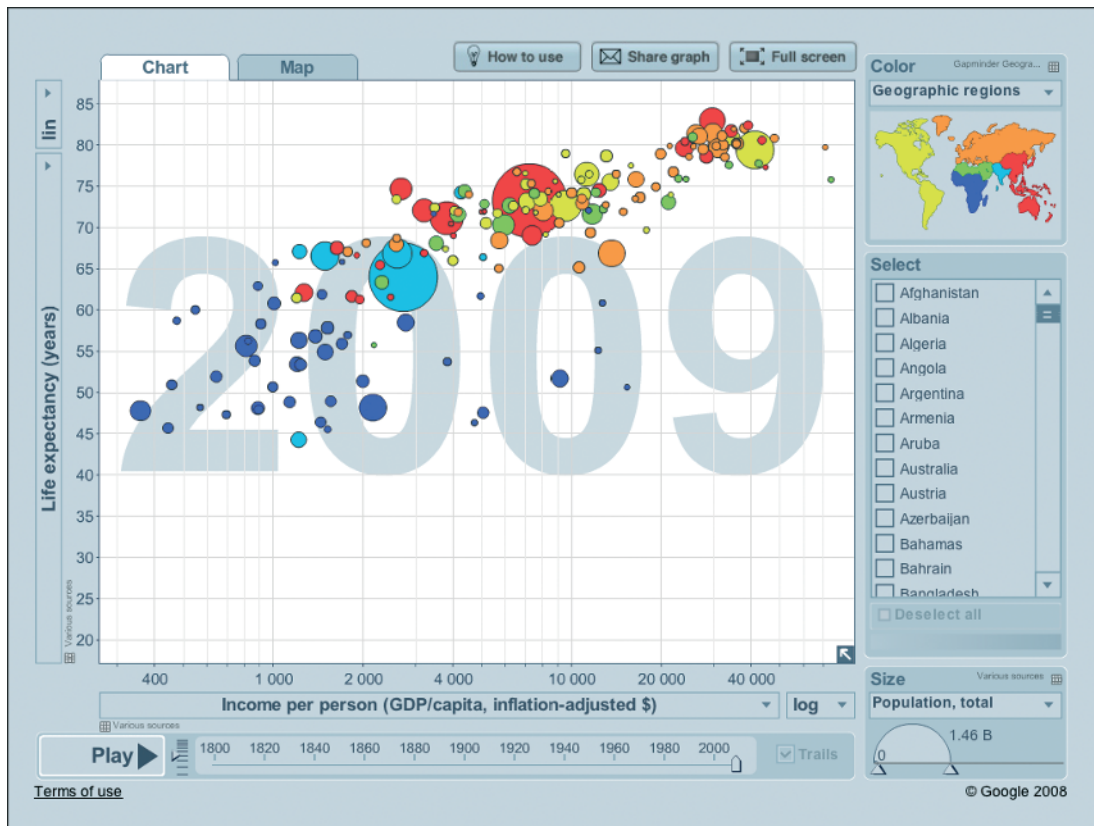 Chart
Map
How to use
Share graph
Full screen
lin
Life expectancy (years)
Various sources
85
80
75
70
65
60
55
50
45
40
35
30
25
20
2009
400
1 000
2 000
4 000
10 000
20 000
40 000
Income per person (GDP/capita, inflation-adjusted $)
log
Various sources
Play
1800 1820 1840 1860 1880 1900 1920 1940 1960 1980 2000
Trails
Color
Gapminder Geogra...
Geographic regions
Select
Afghanistan
Albania
Algeria
Angola
Argentina
Armenia
Aruba
Australia
Austria
Azerbaijan
Bahamas
Bahrain
Bangladesh
Deselect all
Size
Various sources
Population, total
1.46 B
0
Terms of use
© Google 2008